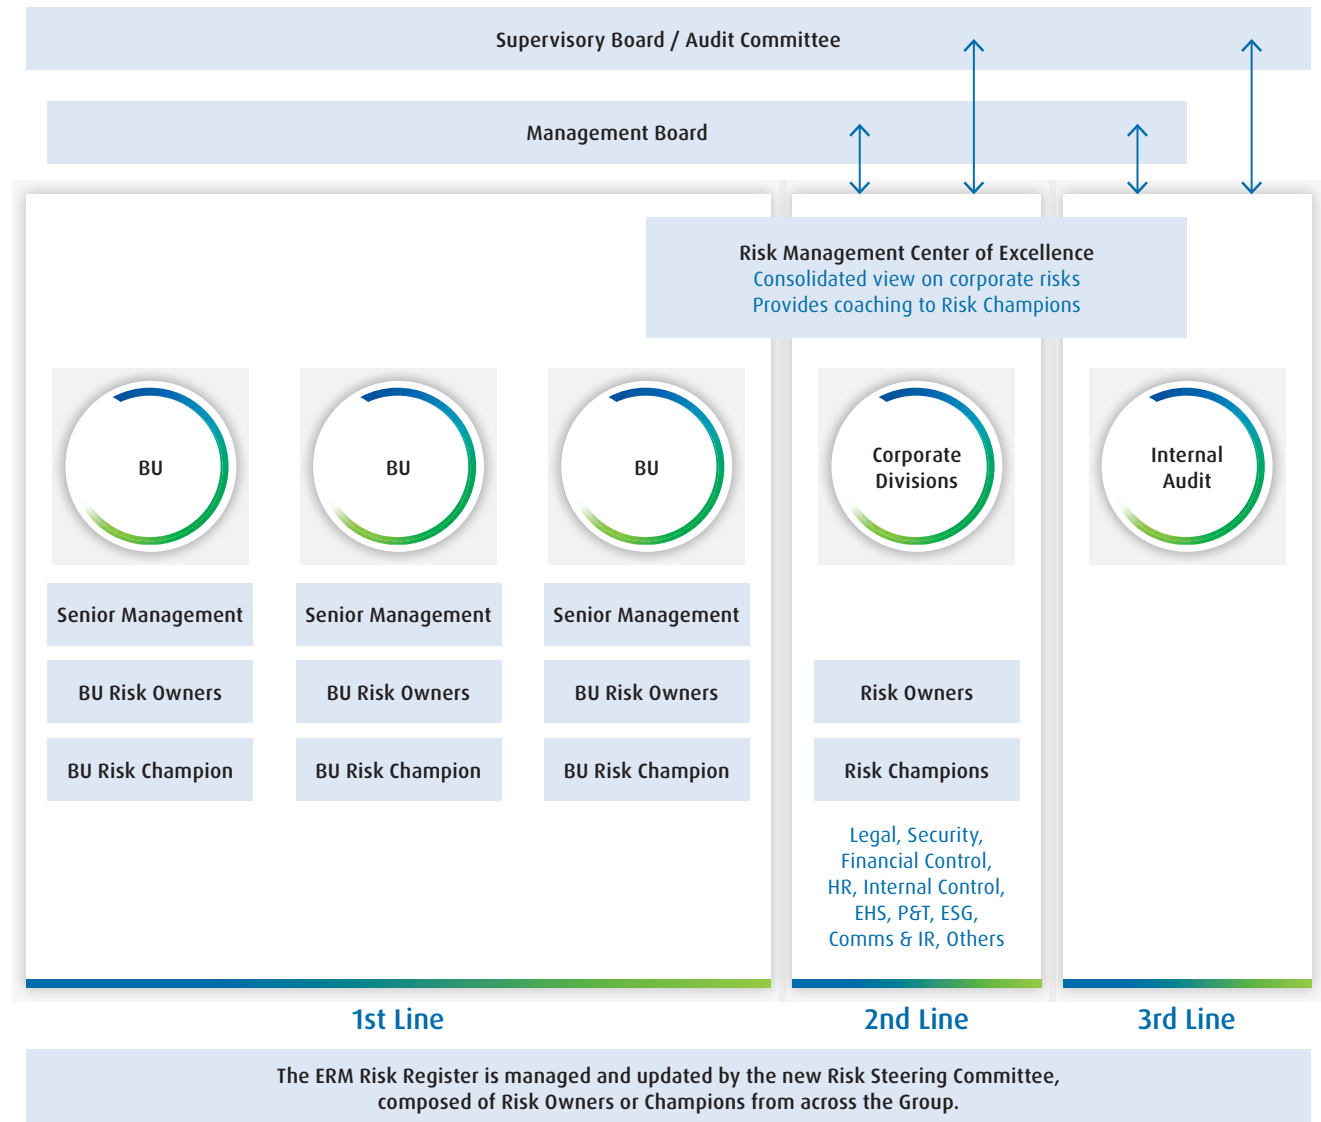 Supervisory Board / Audit Committee
Management Board
Risk Management Center of Excellence
Consolidated view on corporate risks
Provides coaching to Risk Champions
BU
BU
BU
Corporate
Divisions
Internal
Audit
Senior Management
Senior Management
Senior Management
BU Risk Owners
BU Risk Owners
BU Risk Owners
Risk Owners
BU Risk Champion
BU Risk Champion
BU Risk Champion
Risk Champions
Legal, Security,
Financial Control,
HR, Internal Control,
EHS, P&T, ESG,
Comms & IR, Others
1st Line
2nd Line
3rd Line
The ERM Risk Register is managed and updated by the new Risk Steering Committee,
composed of Risk Owners or Champions from across the Group.